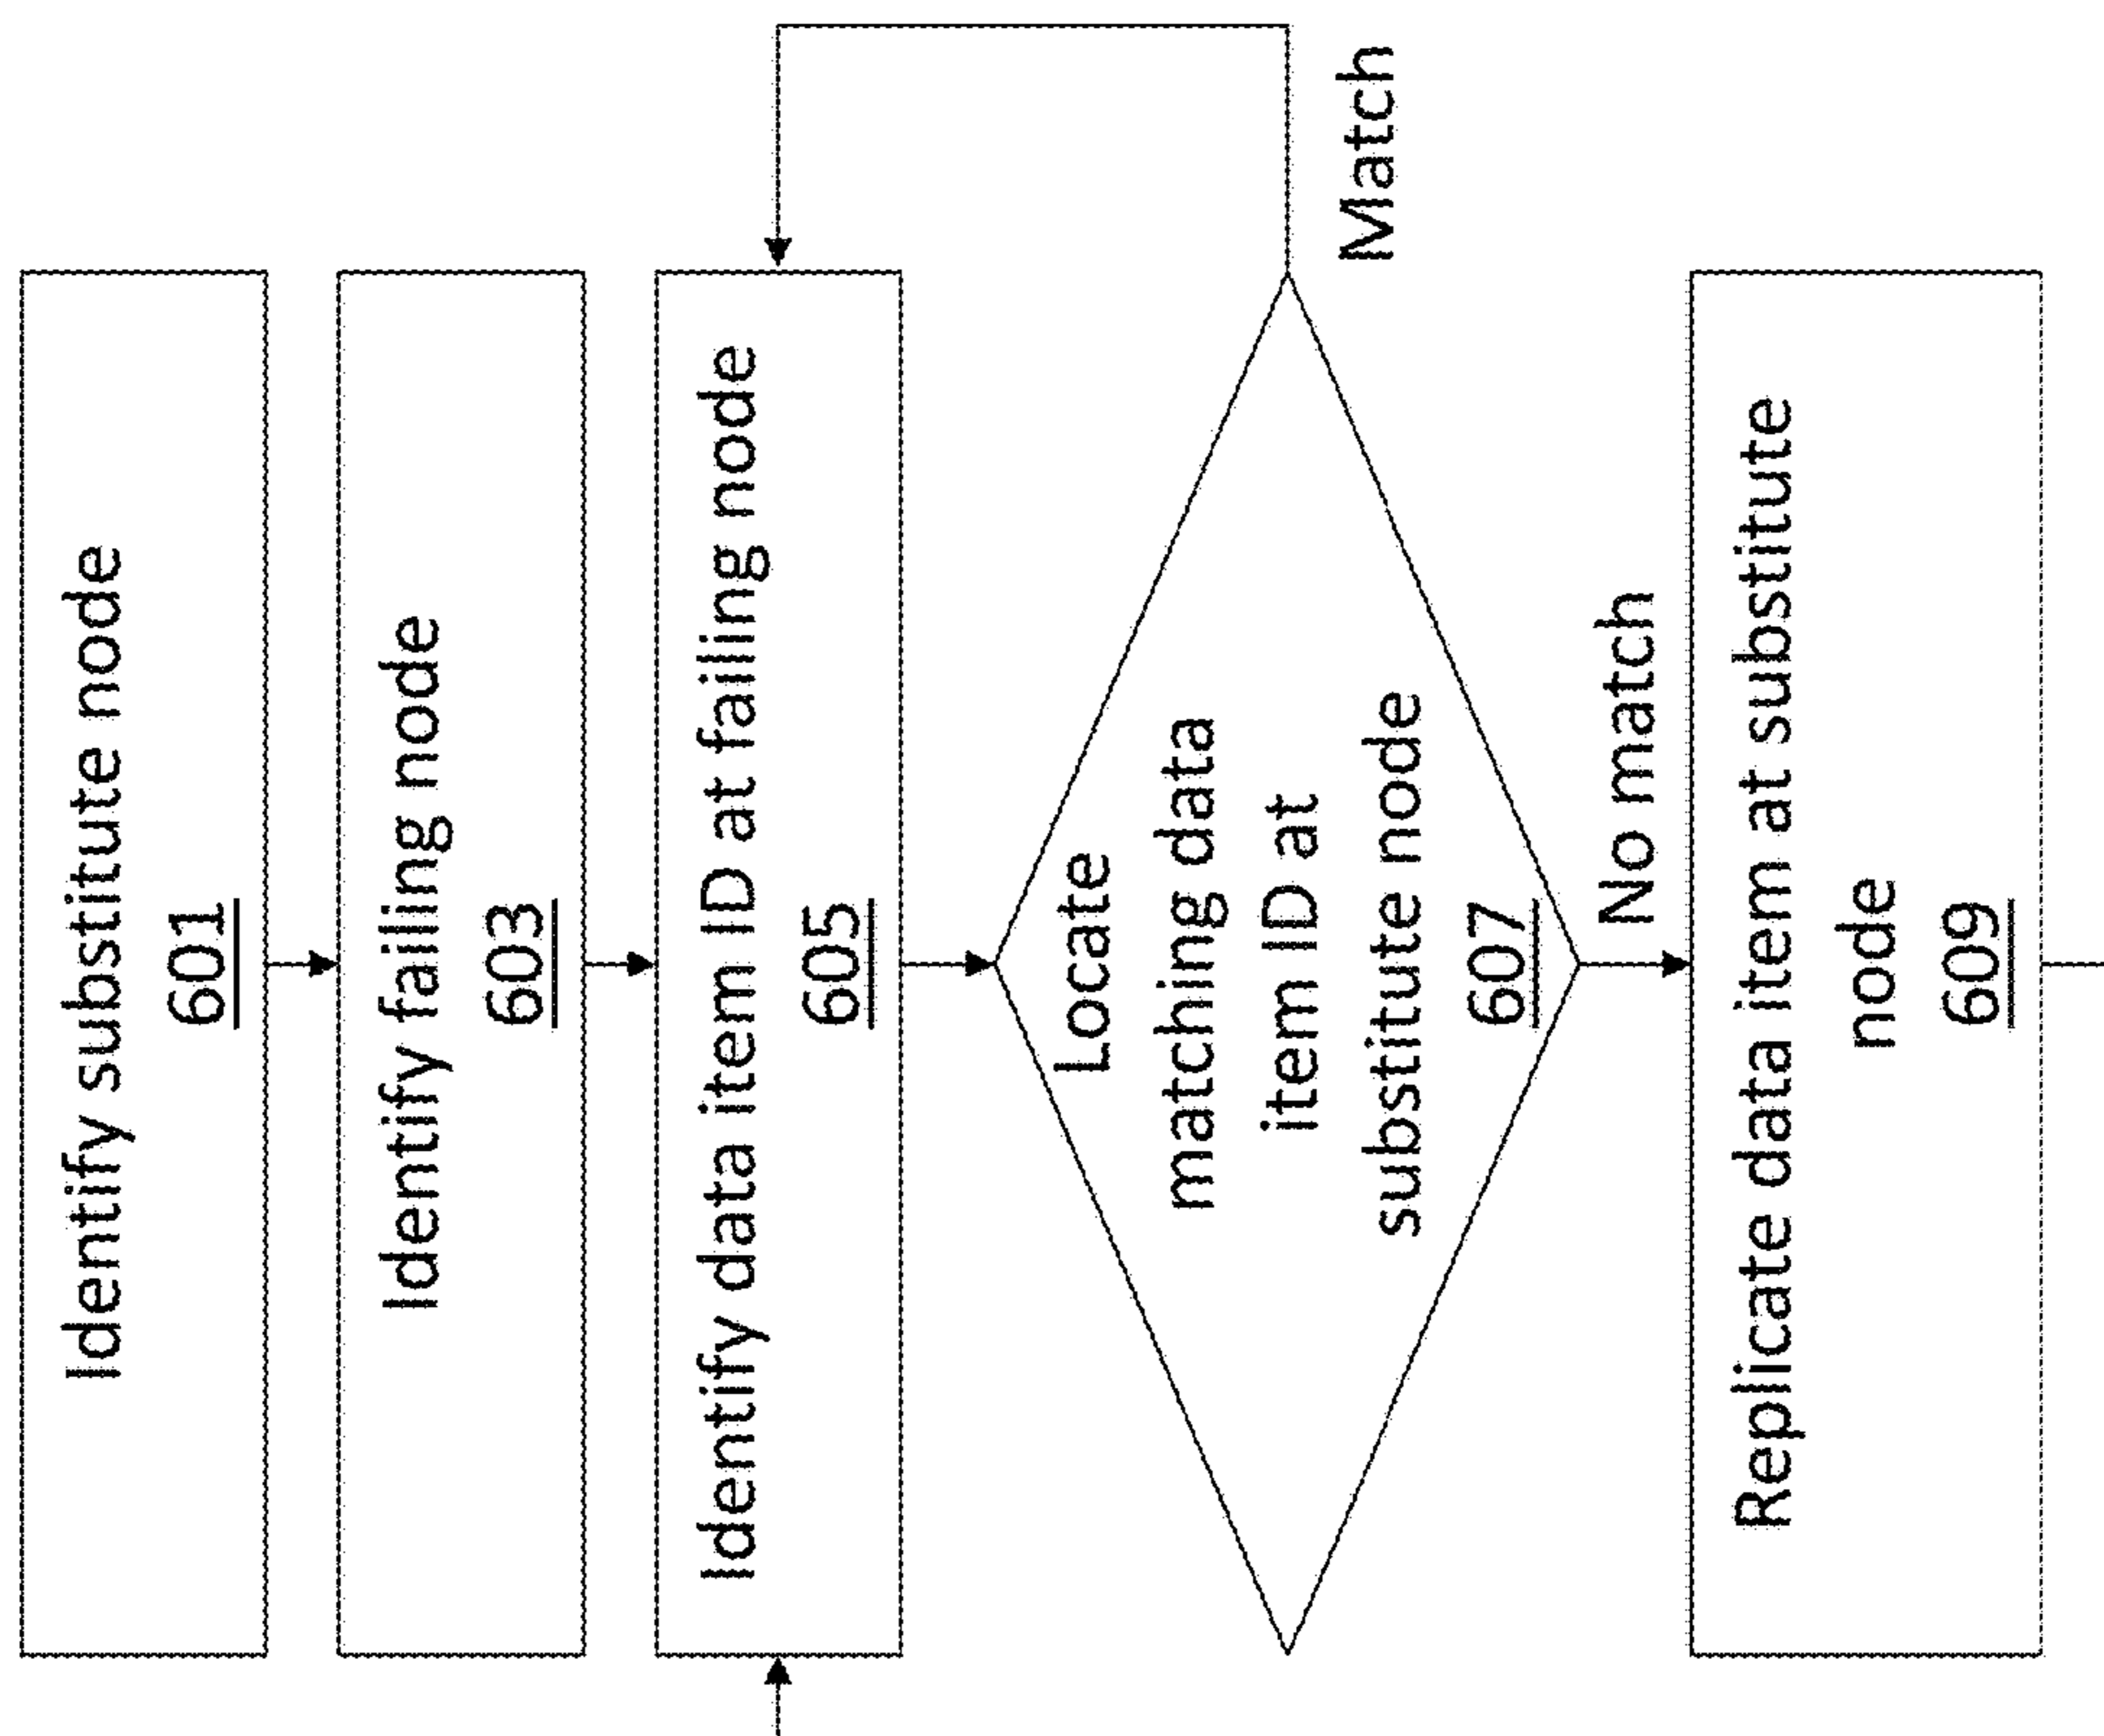 Identify substitute node
601
Identify failing node
603
Identify data item ID at failing node
605
Locate
matching data
item ID at
substitute node
607
Match
No match
Replicate data item at substitute
node
609